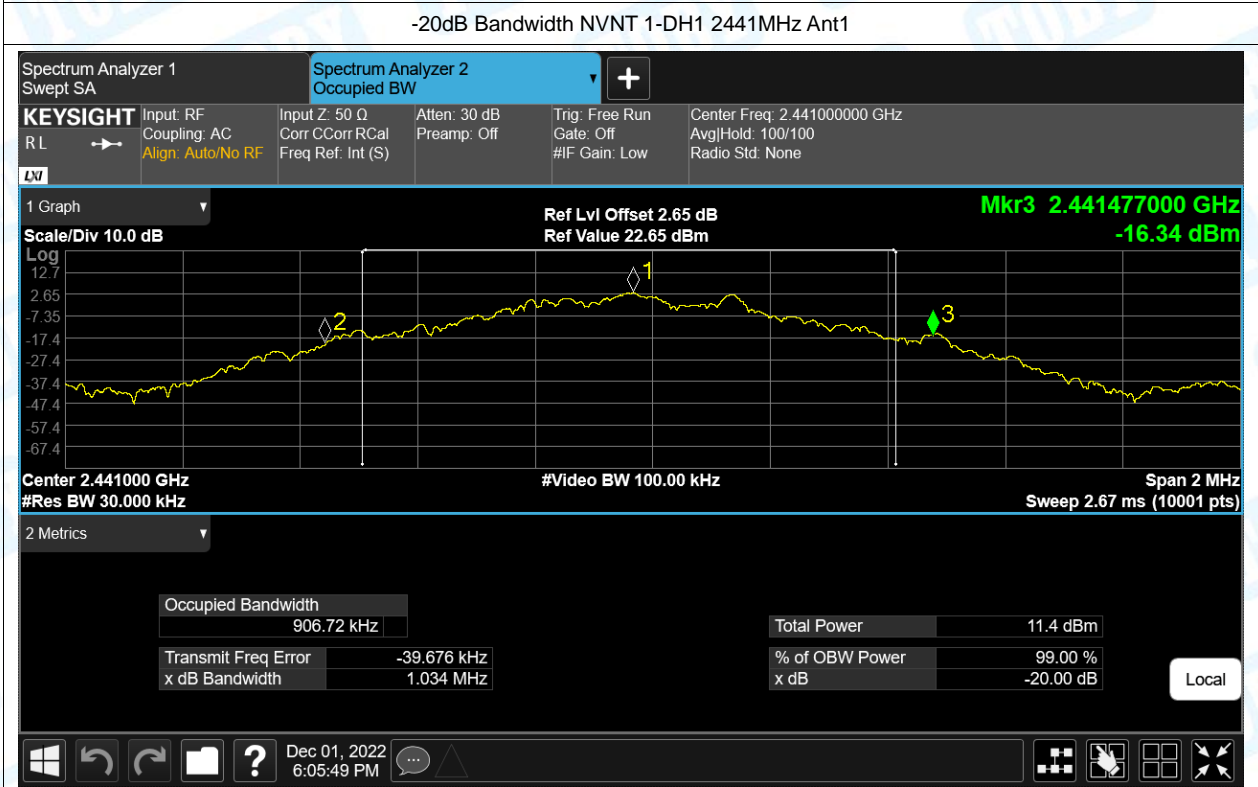 -20dB Bandwidth NVNT 1-DH1 2441MHz Ant1
Spectrum Analyzer 1
Swept SA
Spectrum Analyzer 2
Occupied BW
KEYSIGHT
R L
LXI
Input: RF
Coupling: AC
Align: Auto/No RF
Input Z: 50 Ω
Corr CCorr RCal
Freq Ref: Int (S)
Atten: 30 dB
Preamp: Off
Trig: Free Run
Gate: Off
#IF Gain: Low
Center Freq: 2.441000000 GHz
Avg|Hold: 100/100
Radio Std: None
1 Graph
Scale/Div 10.0 dB
Ref Lvl Offset 2.65 dB
Ref Value 22.65 dBm
Mkr3 2.441477000 GHz
-16.34 dBm
Log
12.7
2.65
-7.35
-17.4
-27.4
-37.4
-47.4
-57.4
-67.4
1
2
3
Center 2.441000 GHz
#Res BW 30.000 kHz
#Video BW 100.00 kHz
Span 2 MHz
Sweep 2.67 ms (10001 pts)
2 Metrics
Occupied Bandwidth
906.72 kHz
Transmit Freq Error -39.676 kHz
x dB Bandwidth 1.034 MHz
Total Power 11.4 dBm
% of OBW Power 99.00 %
x dB -20.00 dB
Local
?
Dec 01, 2022
6:05:49 PM